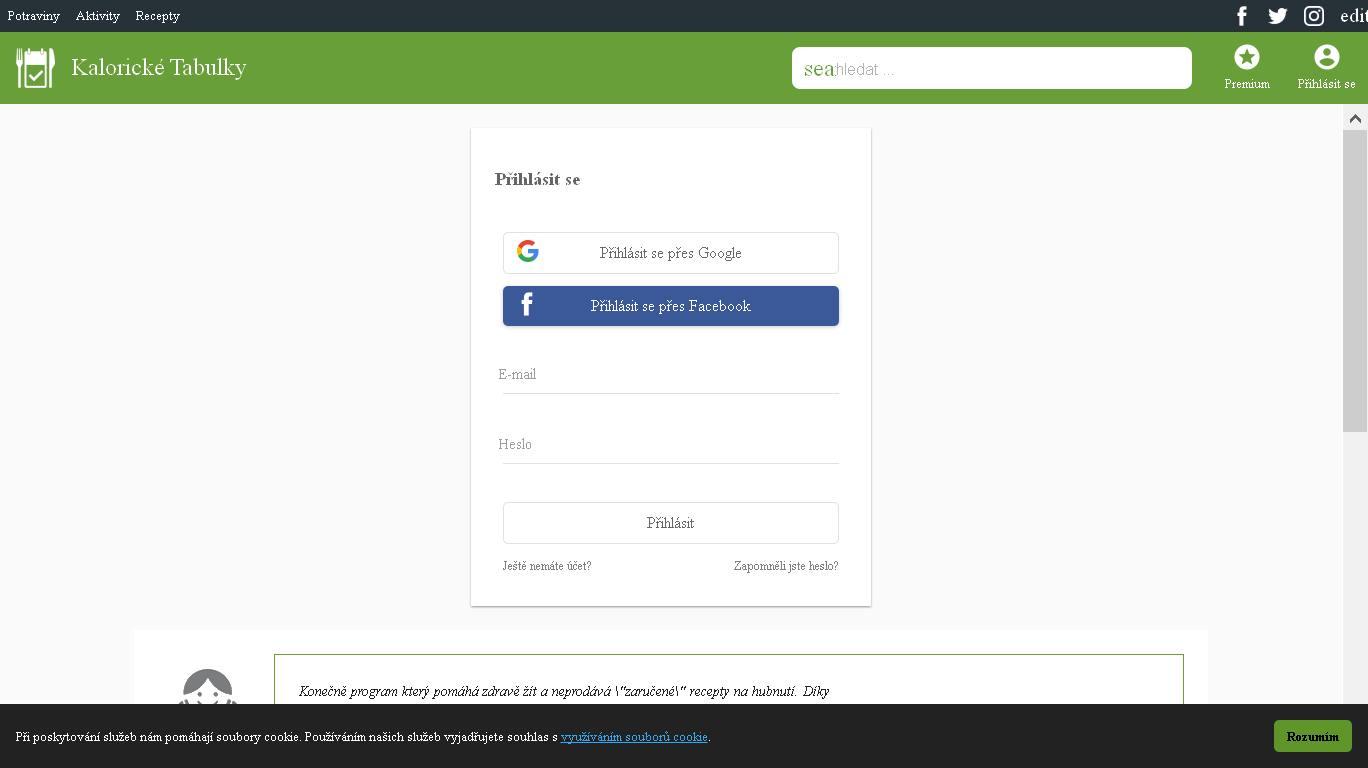 Potraviny Aktivity Recepty edit
Kalorické Tabulky sea hledat ... Premium Přihlásit se
Přihlásit se
Přihlásit se přes Google
Přihlásit se přes Facebook
E-mail
Heslo
Přihlásit
Ještě nemáte účet? Zapomněli jste heslo?
Konečně program který pomáhá zdravě žít a neprodává \"zaručené\" recepty na hubnutí. Díky
Při poskytování služeb nám pomáhají soubory cookie. Používáním našich služeb vyjadřujete souhlas s využíváním souborů cookie. Rozumím